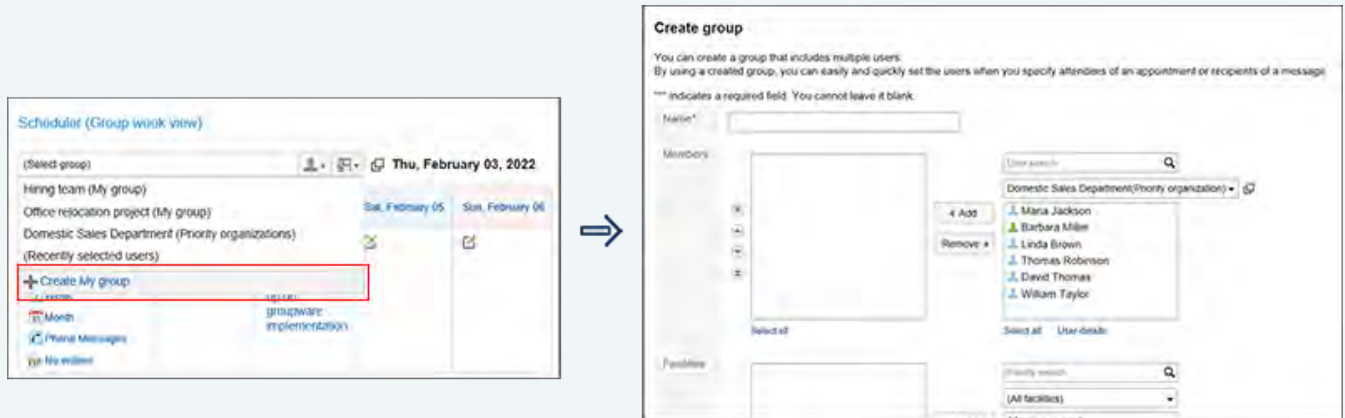 Scheduler (Group week view)
(Select group)
Thu, February 03, 2022
Hiring team (My group)
Office relocation project (My group)
Sat, February 05
Sun, February 06
Domestic Sales Department (Priority organizations)
(Recently selected users)
Create My group
Week
Month
groupware
implementation
Phone Messages
No entries
Create group
You can create a group that includes multiple users.
By using a created group, you can easily and quickly set the users when you specify attendees of an appointment or recipients of a message.
"*" indicates a required field. You cannot leave it blank.
Name*
Members
User search
Domestic Sales Department(Priority organization)
Add
Remove
Maria Jackson
Barbara Miller
Linda Brown
Thomas Robinson
David Thomas
William Taylor
Select all
Select all
User details
Facilities
Facility search
(All facilities)